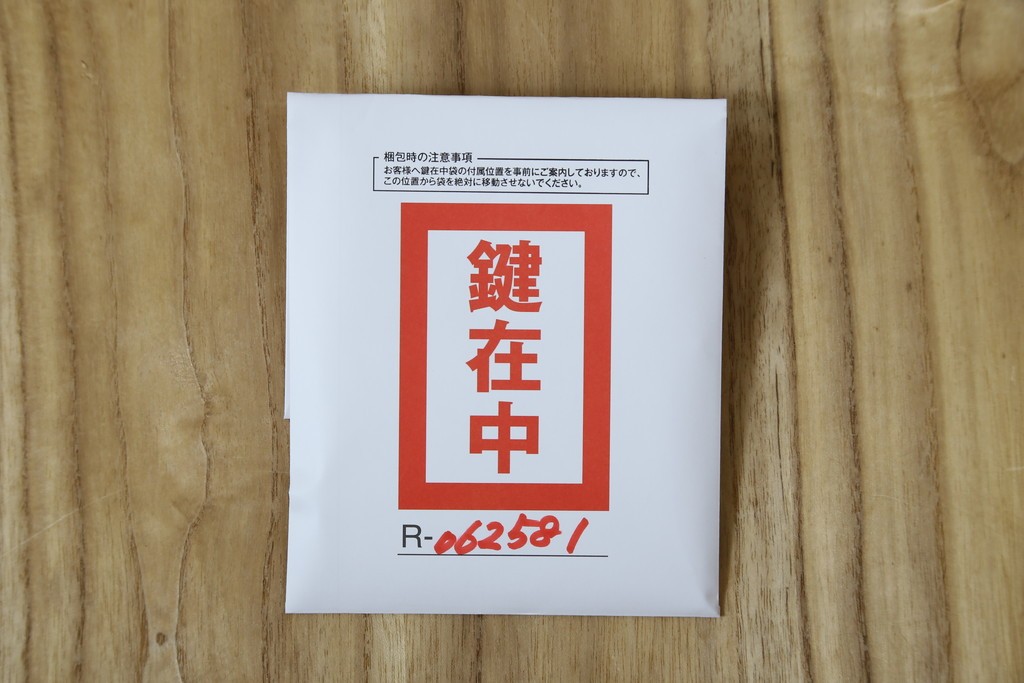 梱包時の注意事項
お客様へ鍵在中袋の付属位置を事前にご案内しておりますので、
この位置から袋を絶対に移動させないでください。
鍵在中
R-062581